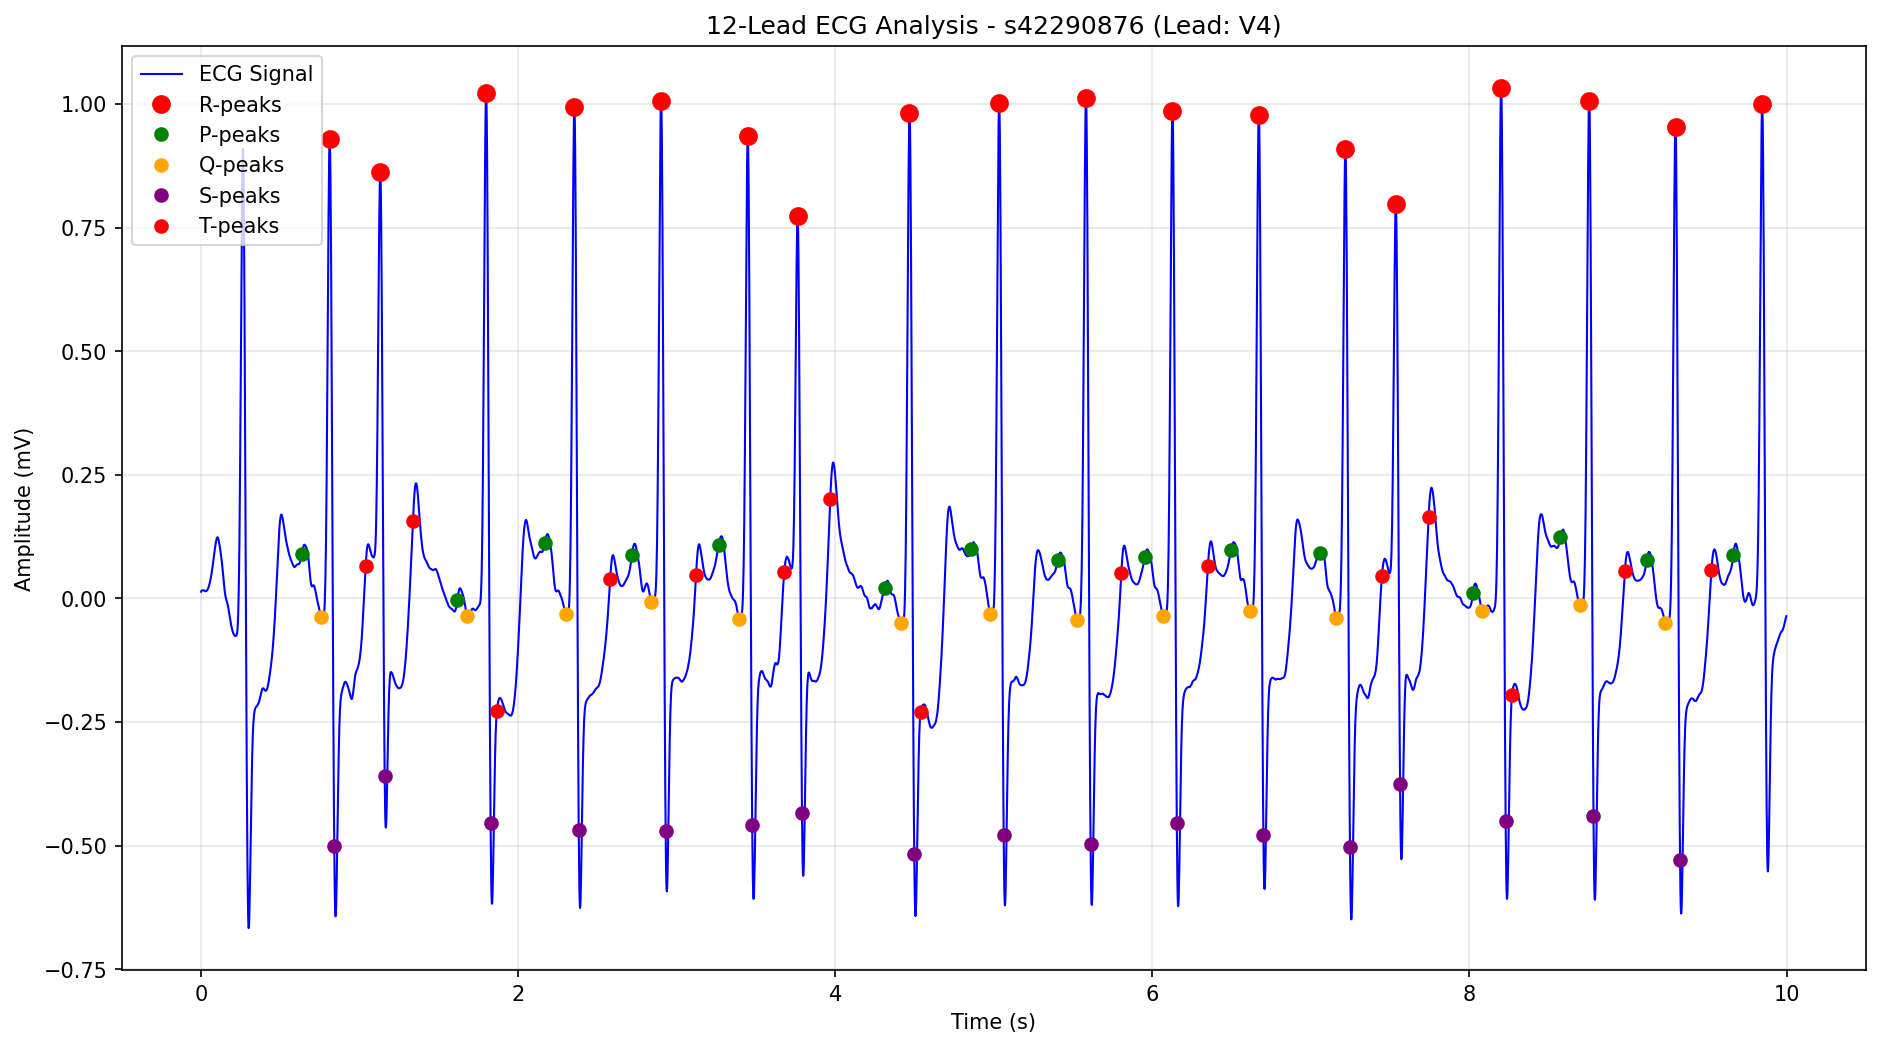 12-Lead ECG Analysis - s42290876 (Lead: V4)
ECG Signal
R-peaks
P-peaks
Q-peaks
S-peaks
T-peaks
1.00
0.75
0.50
0.25
0.00
−0.25
−0.50
−0.75
Amplitude (mV)
0 2 4 6 8 10
Time (s)